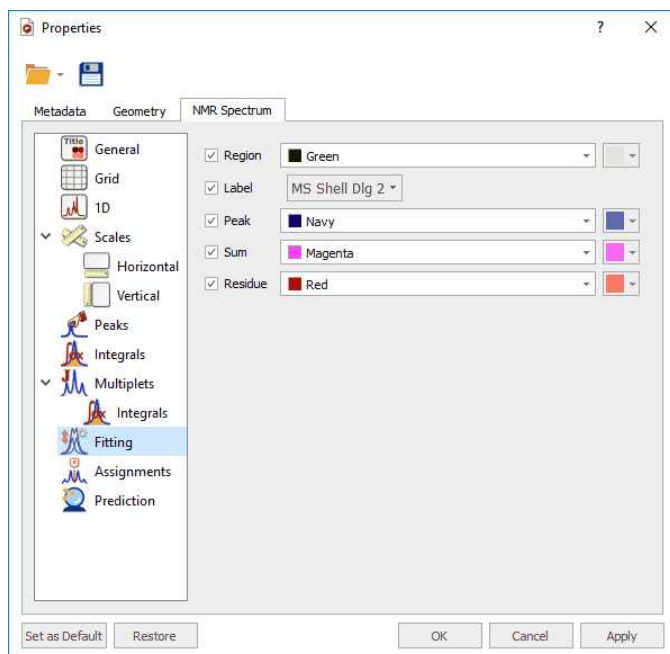 Properties
?
Metadata Geometry NMR Spectrum
Title
General
Grid
1D
Scales
Horizontal
Vertical
Peaks
Integrals
Multiplets
Integrals
Fitting
Assignments
Prediction
Region Green
Label MS Shell Dlg 2
Peak Navy
Sum Magenta
Residue Red
Set as Default Restore OK Cancel Apply